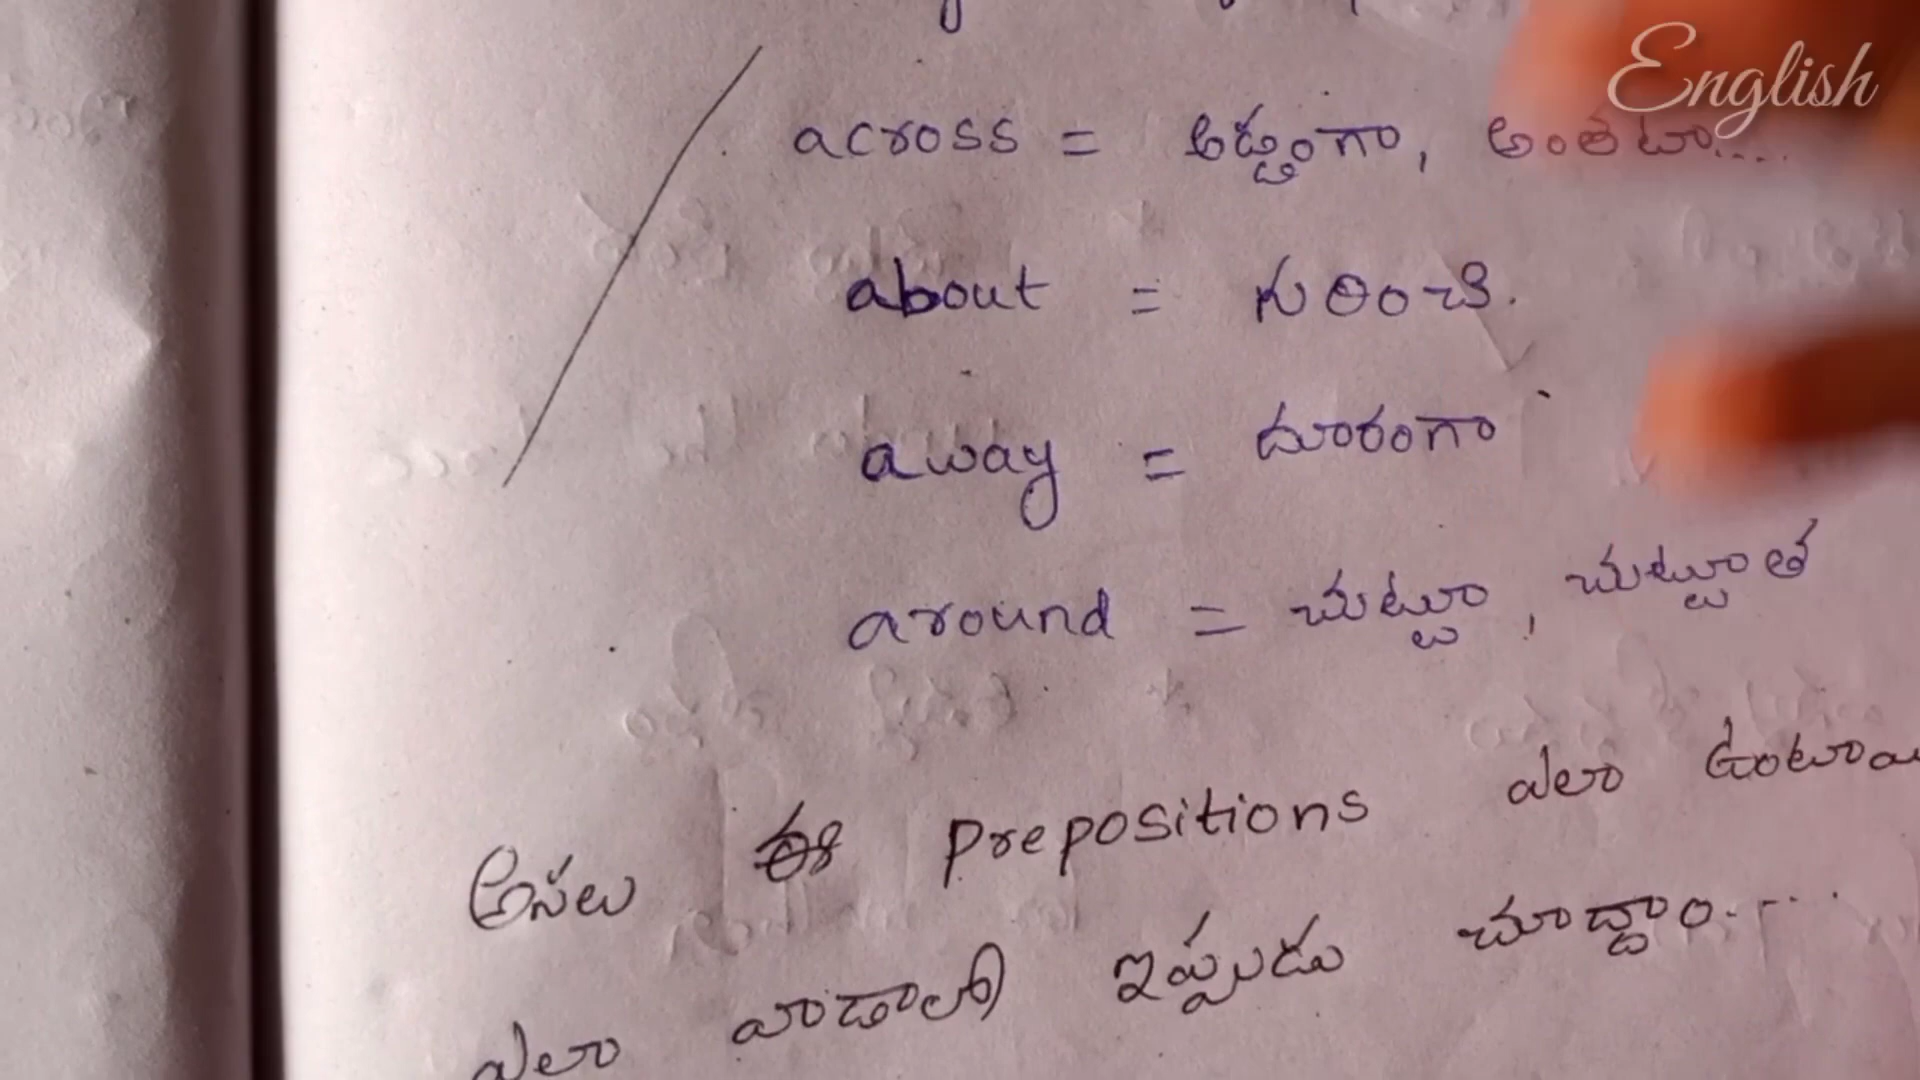 English
across = అడ్డంగా, అంతటా....
about = గురించి.
away = దూరంగా
around = చుట్టూ, చుట్టూత
అసలు ఈ prepositions ఎలా
ఎలా వాడాలి ఇప్పుడు చూద్దాం.....